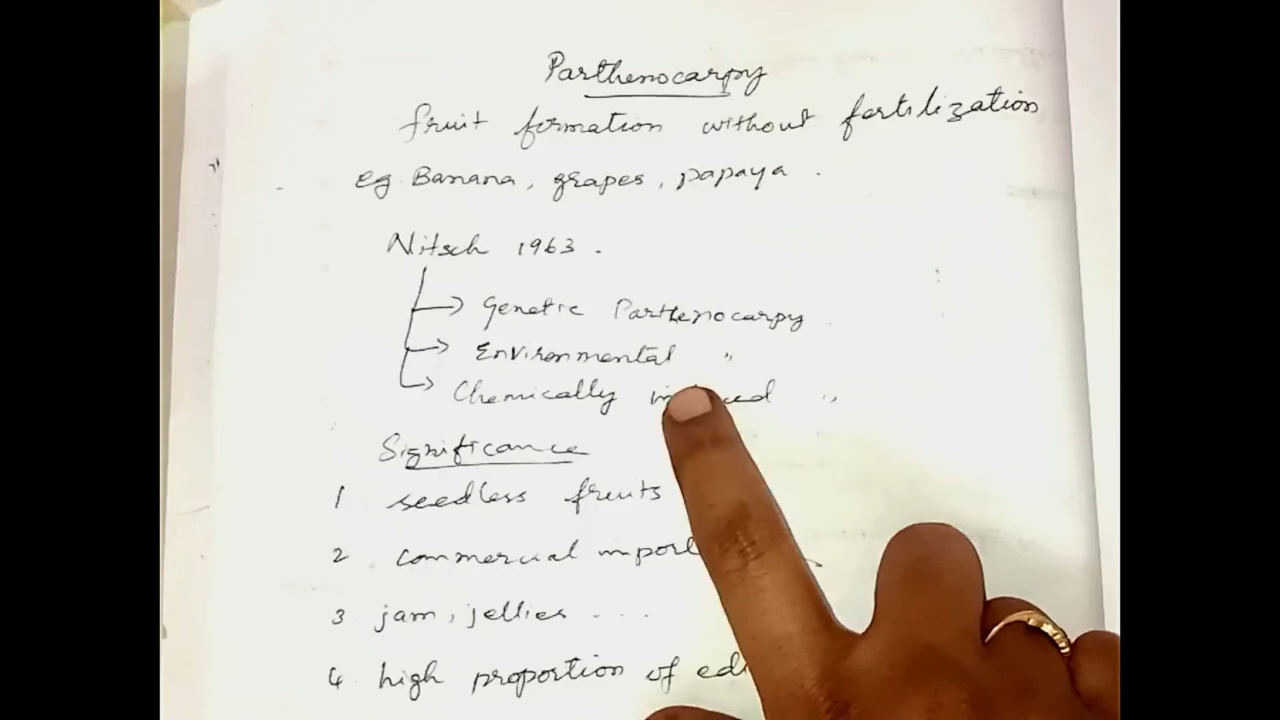 Parthenocarpy
fruit formation without fertilization
eg Banana, grapes, papaya.
Nitsch 1963.
Genetic Parthenocarpy
Environmental "
Chemically "
Significance
1 seedless fruits
2 commercial
3 jam, jellies ....
4 high proportion of